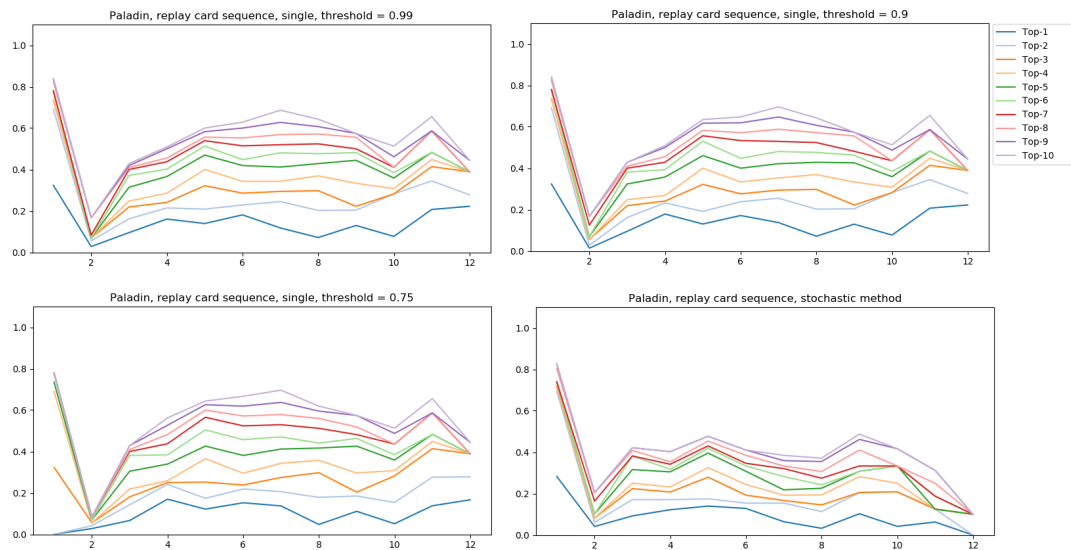 Paladin, replay card sequence, single, threshold = 0.99
1.0
0.8
0.6
0.4
0.2
0.0
2 4 6 8 10 12
Paladin, replay card sequence, single, threshold = 0.9
1.0
0.8
0.6
0.4
0.2
0.0
2 4 6 8 10 12
Top-1
Top-2
Top-3
Top-4
Top-5
Top-6
Top-7
Top-8
Top-9
Top-10
Paladin, replay card sequence, single, threshold = 0.75
1.0
0.8
0.6
0.4
0.2
0.0
2 4 6 8 10 12
Paladin, replay card sequence, stochastic method
1.0
0.8
0.6
0.4
0.2
0.0
2 4 6 8 10 12